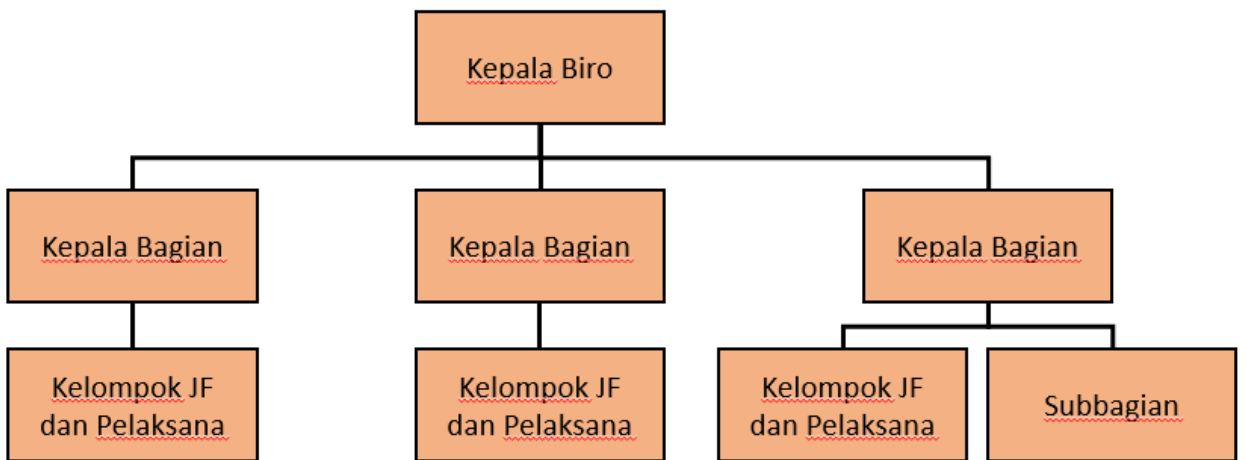 Kepala Biro
Kepala Bagian
Kepala Bagian
Kepala Bagian
Kelompok JF
dan Pelaksana
Kelompok JF
dan Pelaksana
Kelompok JF
dan Pelaksana
Subbagian